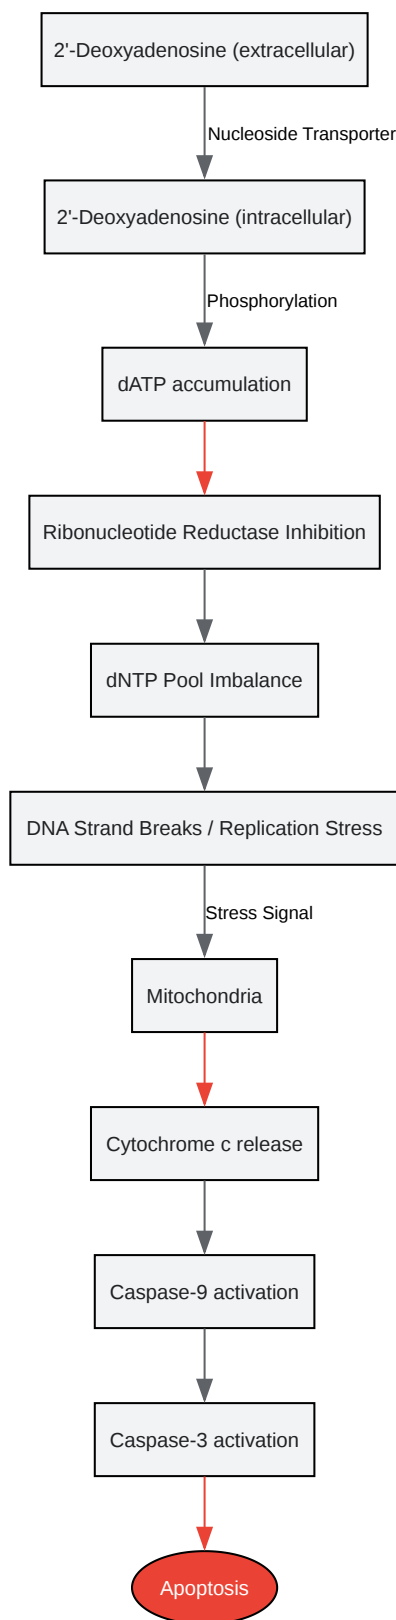 2'-Deoxyadenosine (extracellular)
Nucleoside Transporter
2'-Deoxyadenosine (intracellular)
Phosphorylation
dATP accumulation
Ribonucleotide Reductase Inhibition
dNTP Pool Imbalance
DNA Strand Breaks / Replication Stress
Stress Signal
Mitochondria
Cytochrome c release
Caspase-9 activation
Caspase-3 activation
Apoptosis